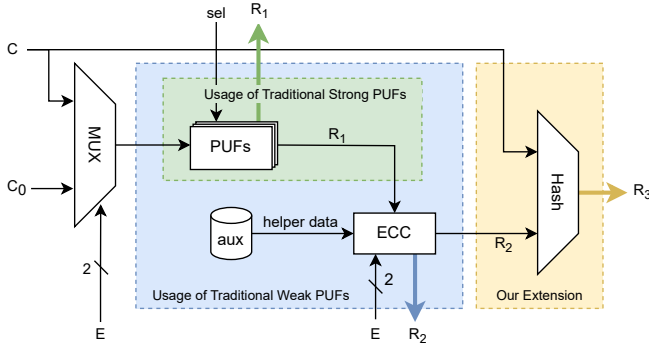 sel
R1
C
Usage of Traditional Strong PUFs
MUX
PUFs
R1
Hash
C0
R3
helper data
aux
ECC
R2
2
2
Usage of Traditional Weak PUFs
Our Extension
E
E
R2